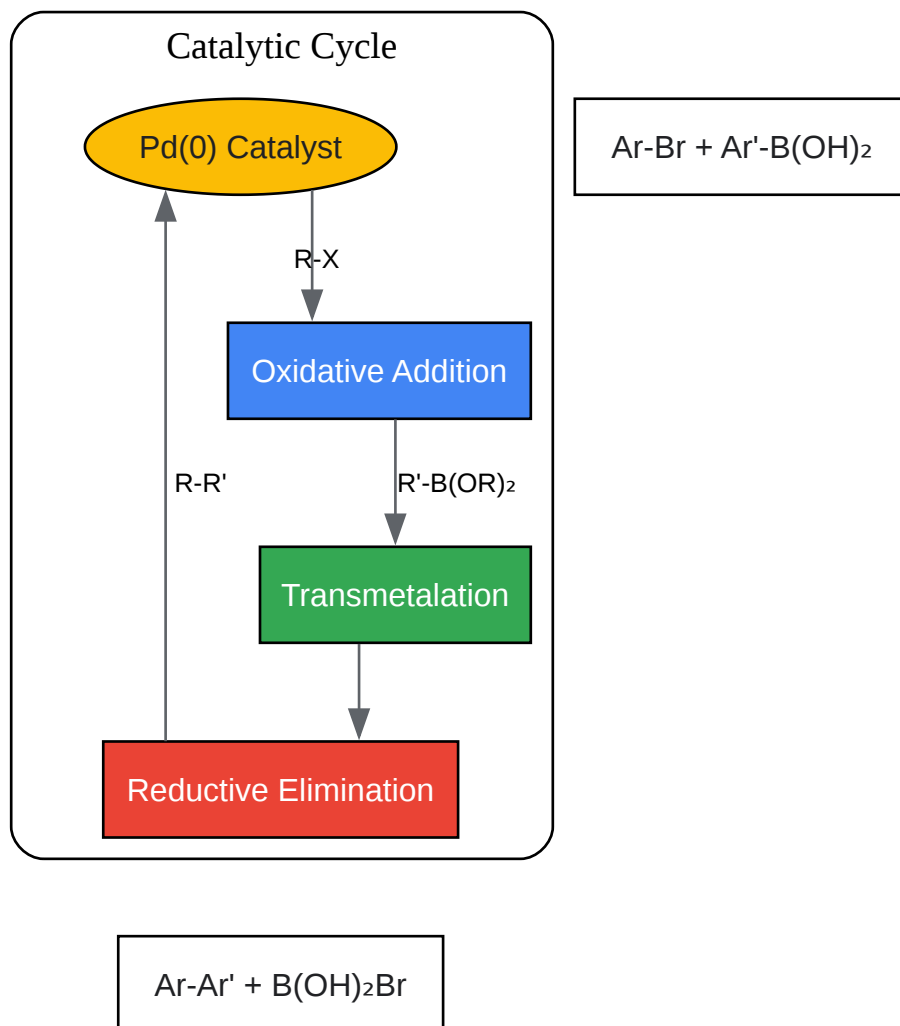 Catalytic Cycle
Pd(0) Catalyst
Ar-Br + Ar'-B(OH)₂
R-X
Oxidative Addition
R-R'
R'-B(OR)₂
Transmetalation
Reductive Elimination
Ar-Ar' + B(OH)₂Br